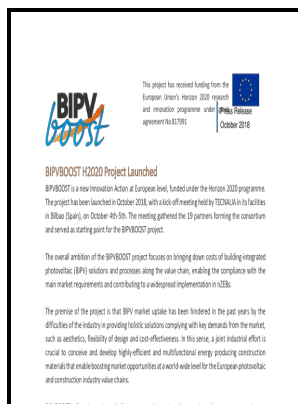 This project has received funding from the
European Union's Horizon 2020 research
and innovation programme under
agreement No 817991
Press Release
October 2018
BIPV
boost
BIPVBOOST H2020 Project Launched
BIPVBOOST is a new Innovation Action at European level, funded under the Horizon 2020 programme.
The project has been launched in October 2018, with a kick-off meeting held by TECNALIA in its facilities
in Bilbao (Spain), on October 4th-5th. The meeting gathered the 19 partners forming the consortium
and served as starting point for the BIPVBOOST project.
The overall ambition of the BIPVBOOST project focuses on bringing down costs of building-integrated
photovoltaic (BIPV) solutions and processes along the value chain, enabling the compliance with the
main market requirements and contributing to a widespread implementation in nZEBs.
The premise of the project is that BIPV market uptake has been hindered in the past years by the
difficulties of the industry in providing holistic solutions complying with key demands from the market,
such as aesthetics, flexibility of design and cost-effectiveness. In this sense, a joint industrial effort is
crucial to conceive and develop highly-efficient and multifunctional energy producing construction
materials that enable boosting market opportunities at a world-wide level for the European photovoltaic
and construction industry value chains.